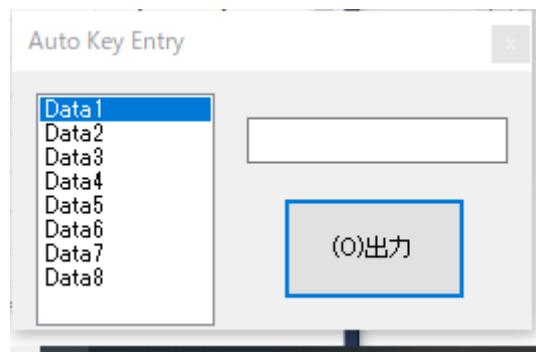 Auto Key Entry
x
Data1
Data2
Data3
Data4
Data5
Data6
Data7
Data8
(O)出力